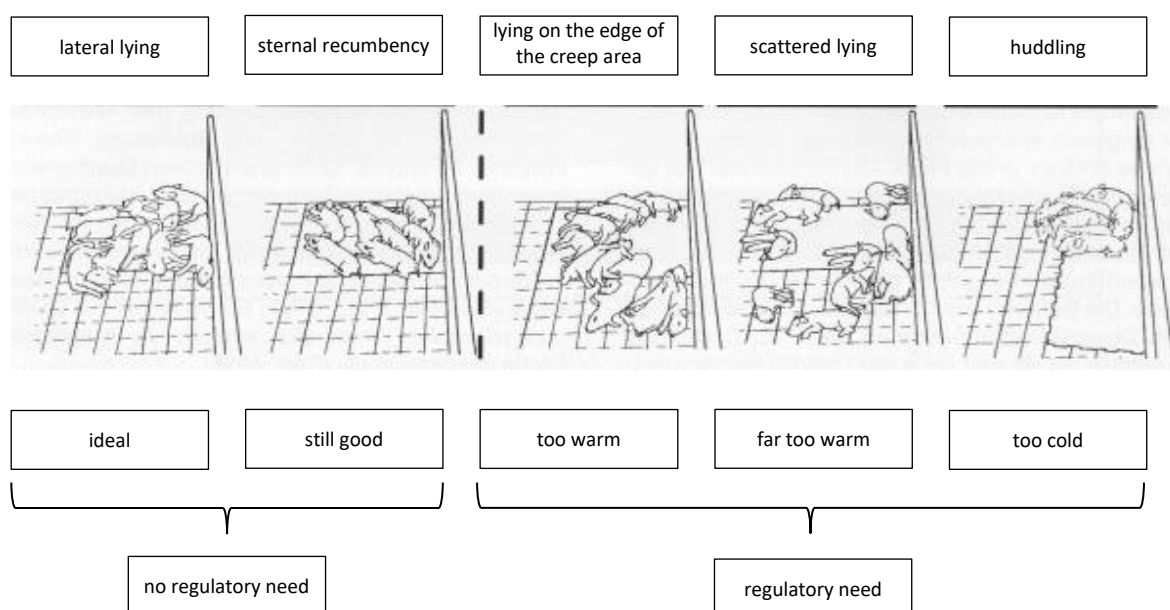 lateral lying
sternal recumbency
lying on the edge of
the creep area
scattered lying
huddling
ideal
still good
too warm
far too warm
too cold
no regulatory need
regulatory need